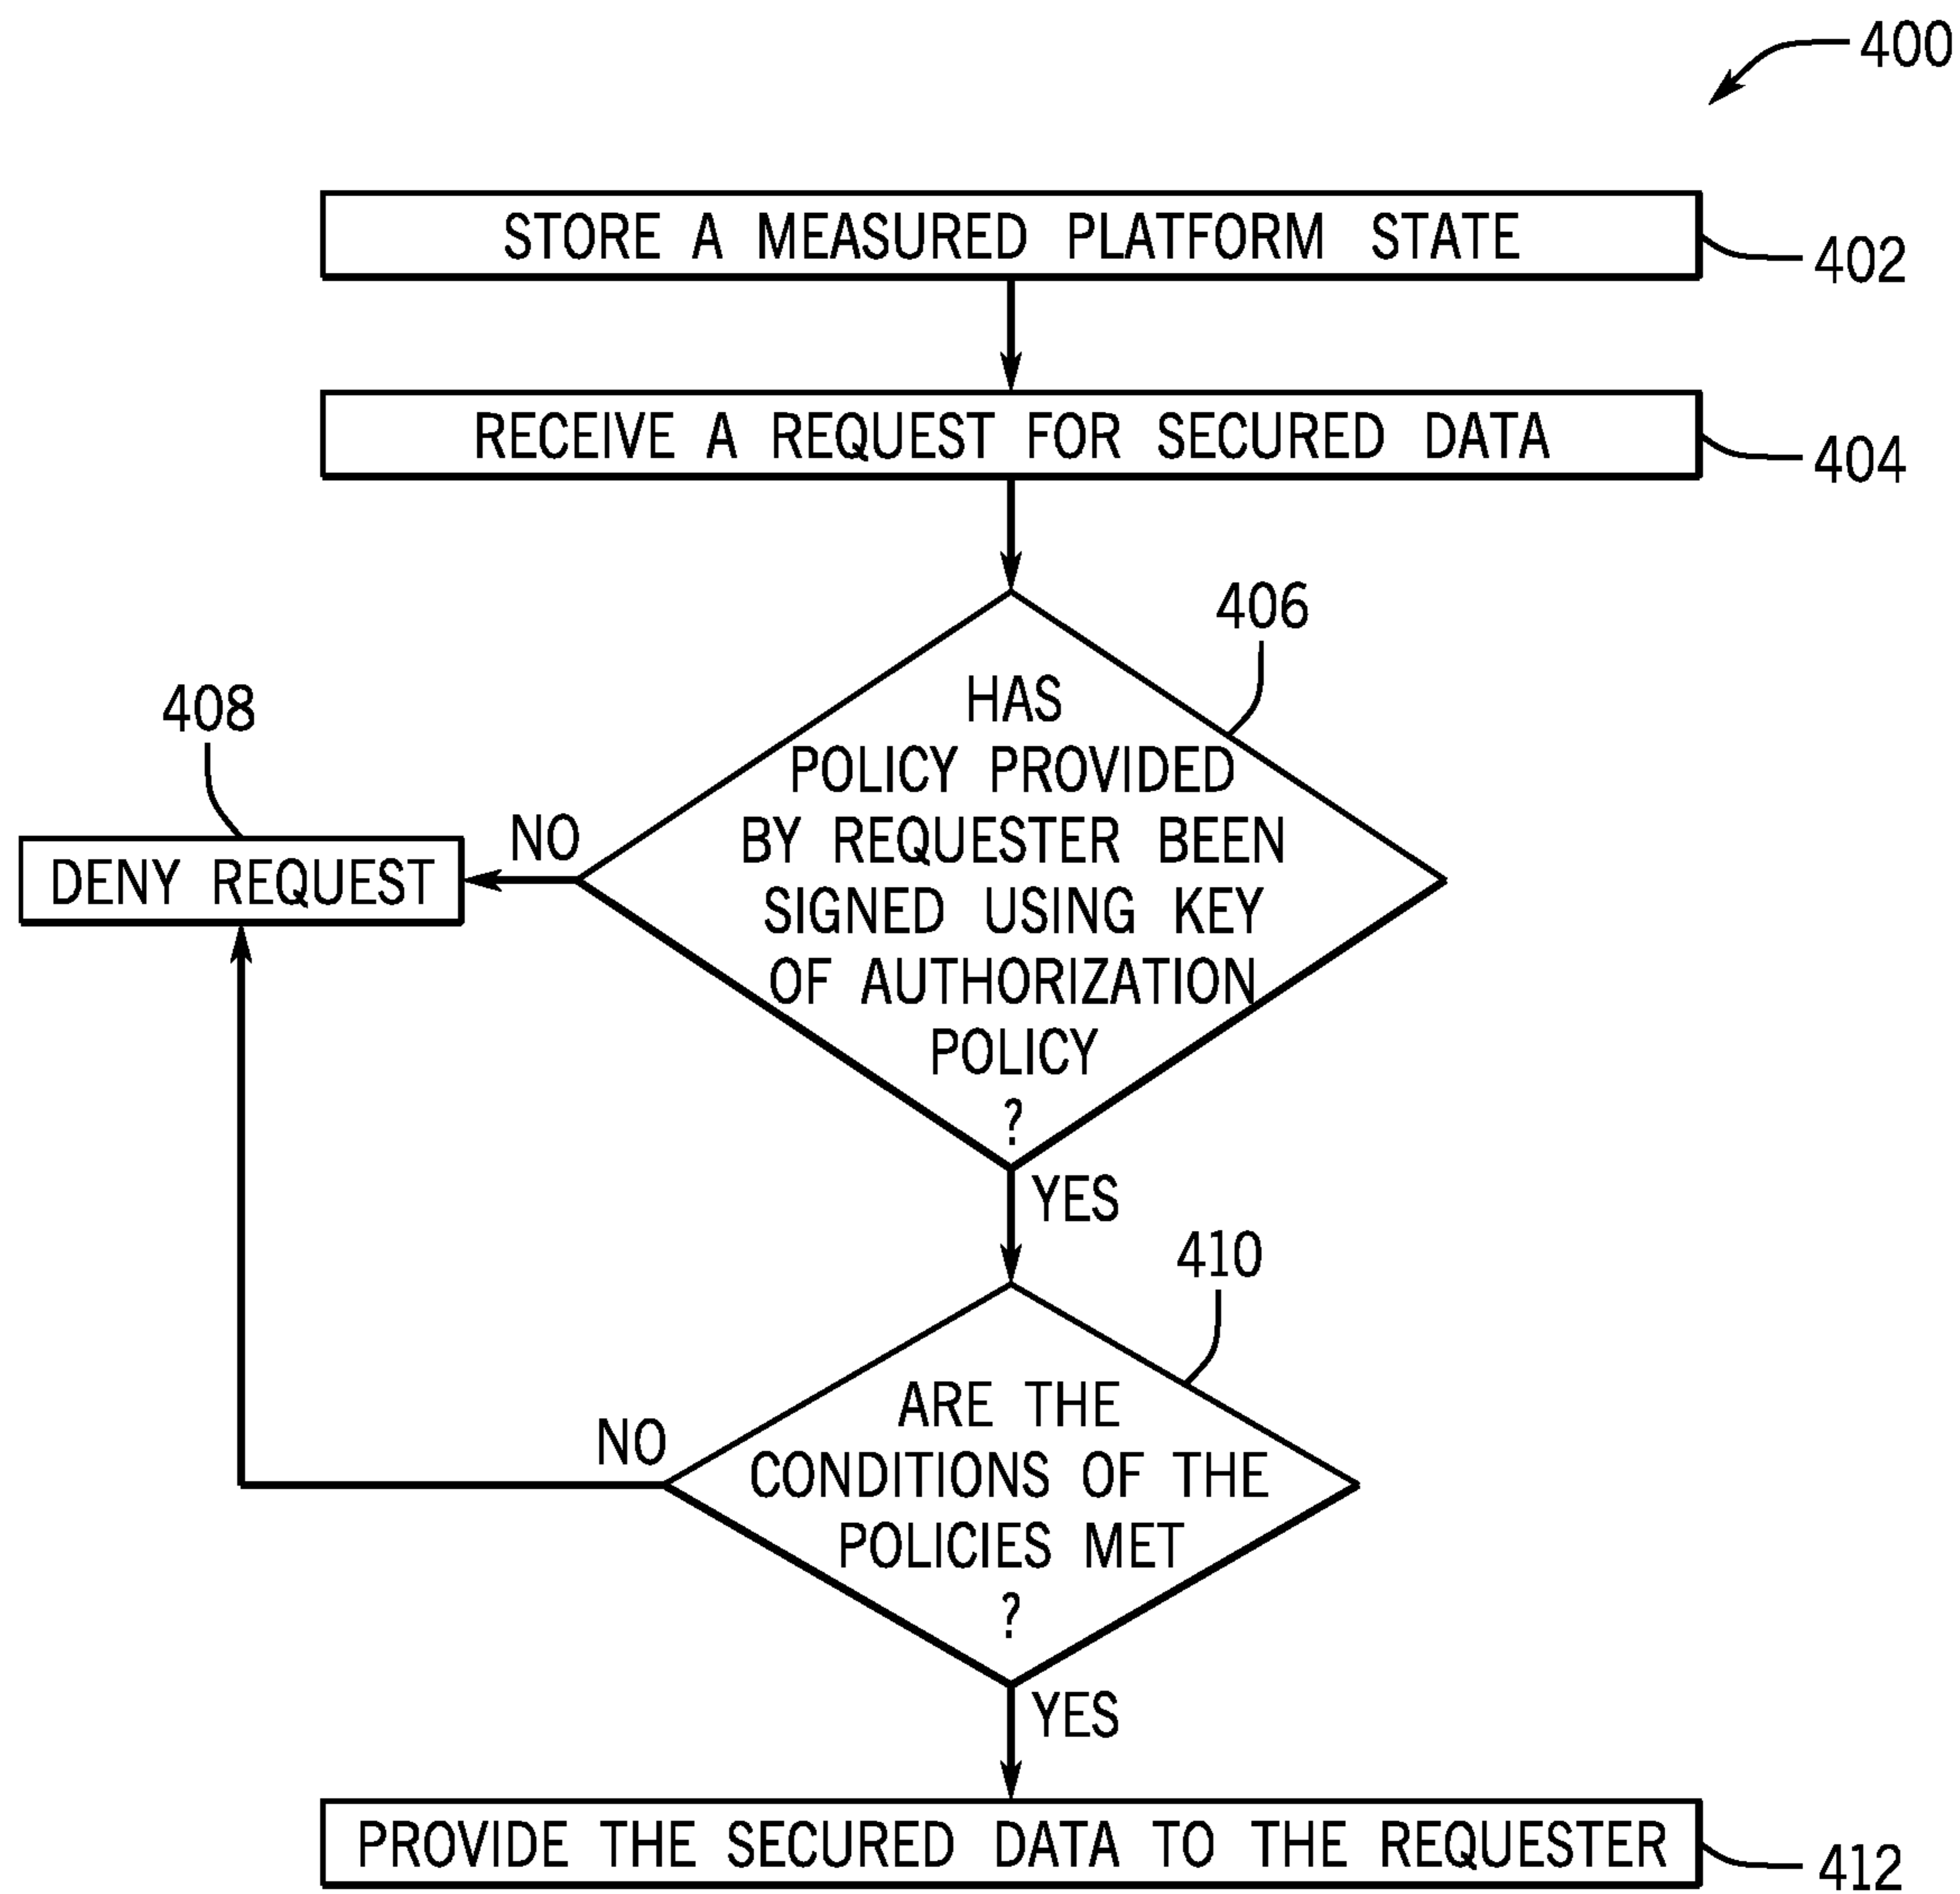 400
STORE A MEASURED PLATFORM STATE
402
RECEIVE A REQUEST FOR SECURED DATA
404
406
HAS
POLICY PROVIDED
BY REQUESTER BEEN
SIGNED USING KEY
OF AUTHORIZATION
POLICY
?
NO
408
DENY REQUEST
YES
410
ARE THE
CONDITIONS OF THE
POLICIES MET
?
NO
YES
PROVIDE THE SECURED DATA TO THE REQUESTER
412